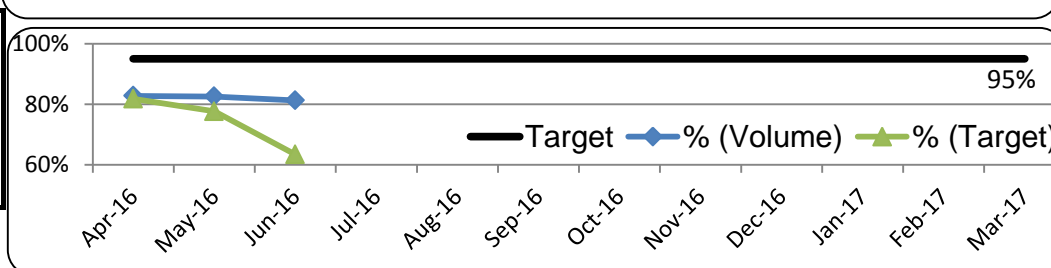 100%
95%
80%
Target % (Volume) % (Target)
60%
Apr-16 May-16 Jun-16 Jul-16 Aug-16 Sep-16 Oct-16 Nov-16 Dec-16 Jan-17 Feb-17 Mar-17